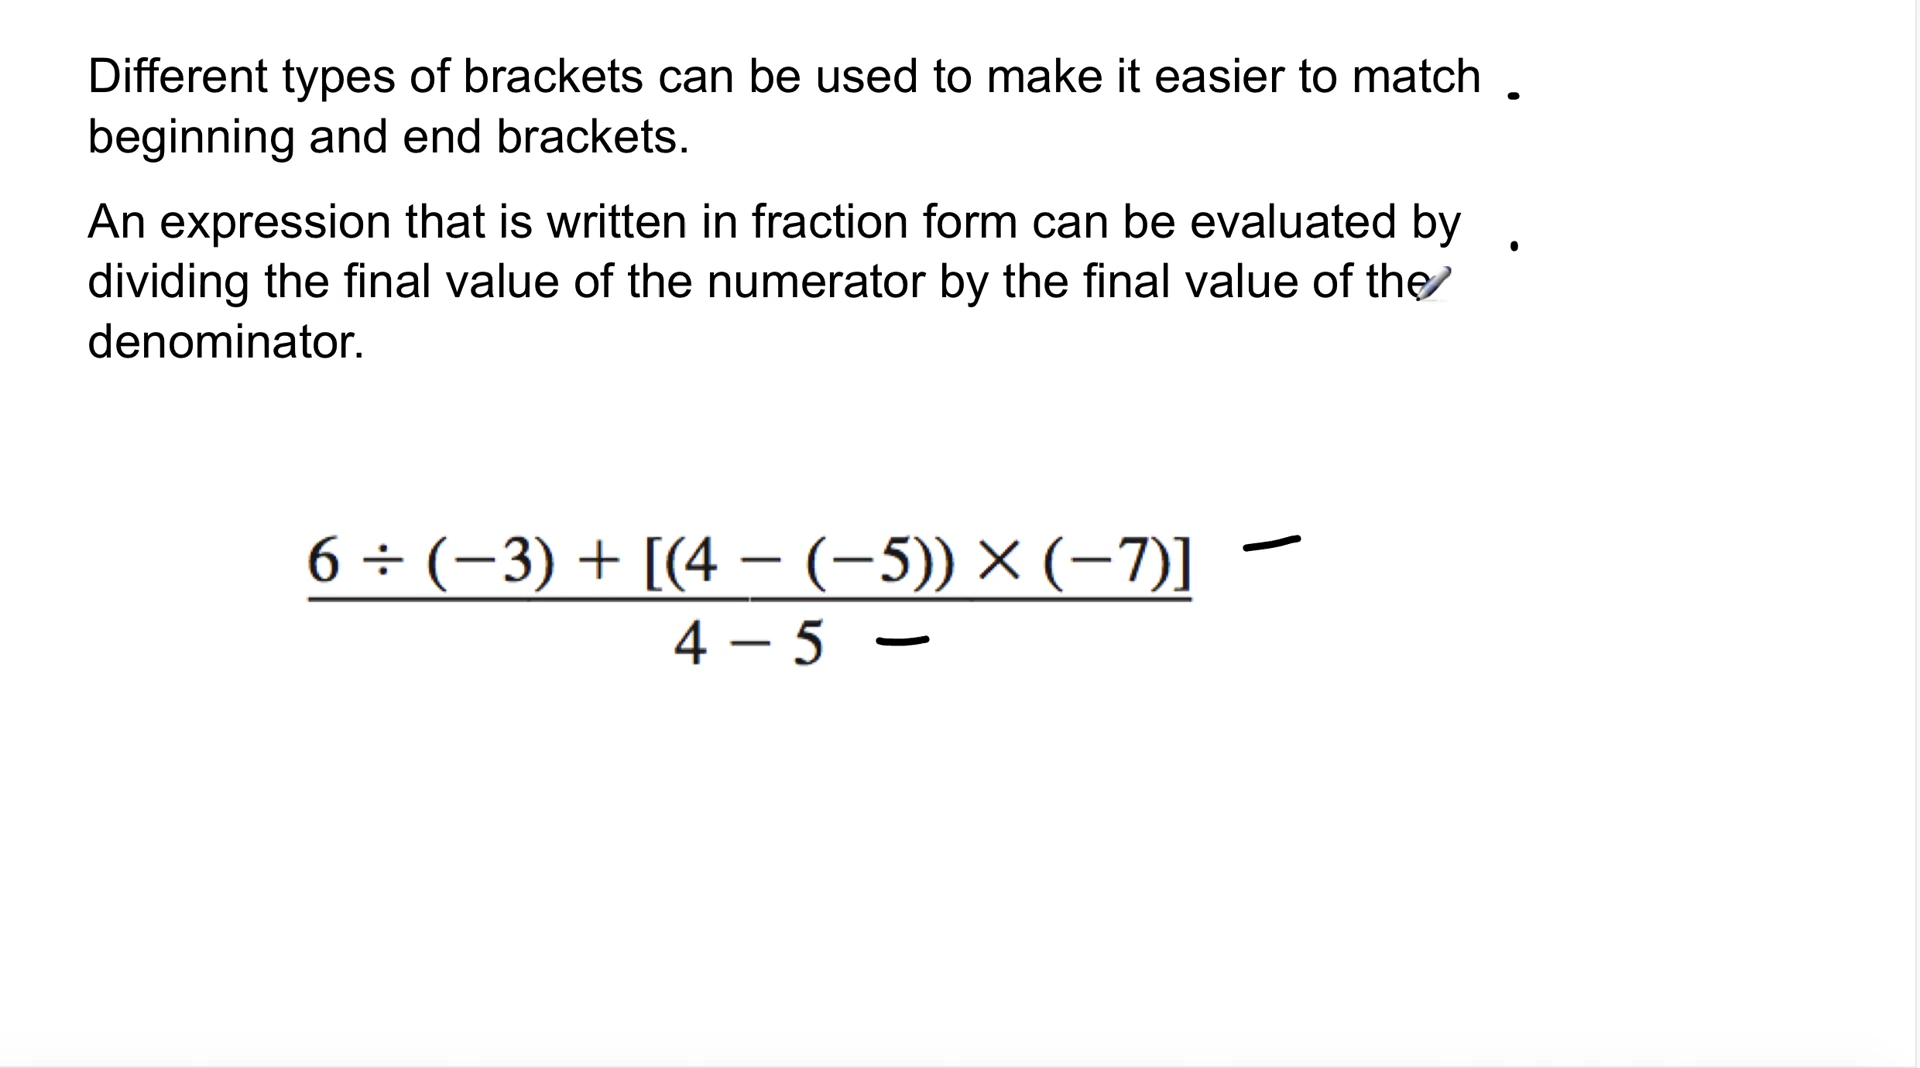 Different types of brackets can be used to make it easier to match
beginning and end brackets.
An expression that is written in fraction form can be evaluated by
dividing the final value of the numerator by the final value of the
denominator.
6 ÷ (−3) + [(4 − (−5)) × (−7)]
4 − 5